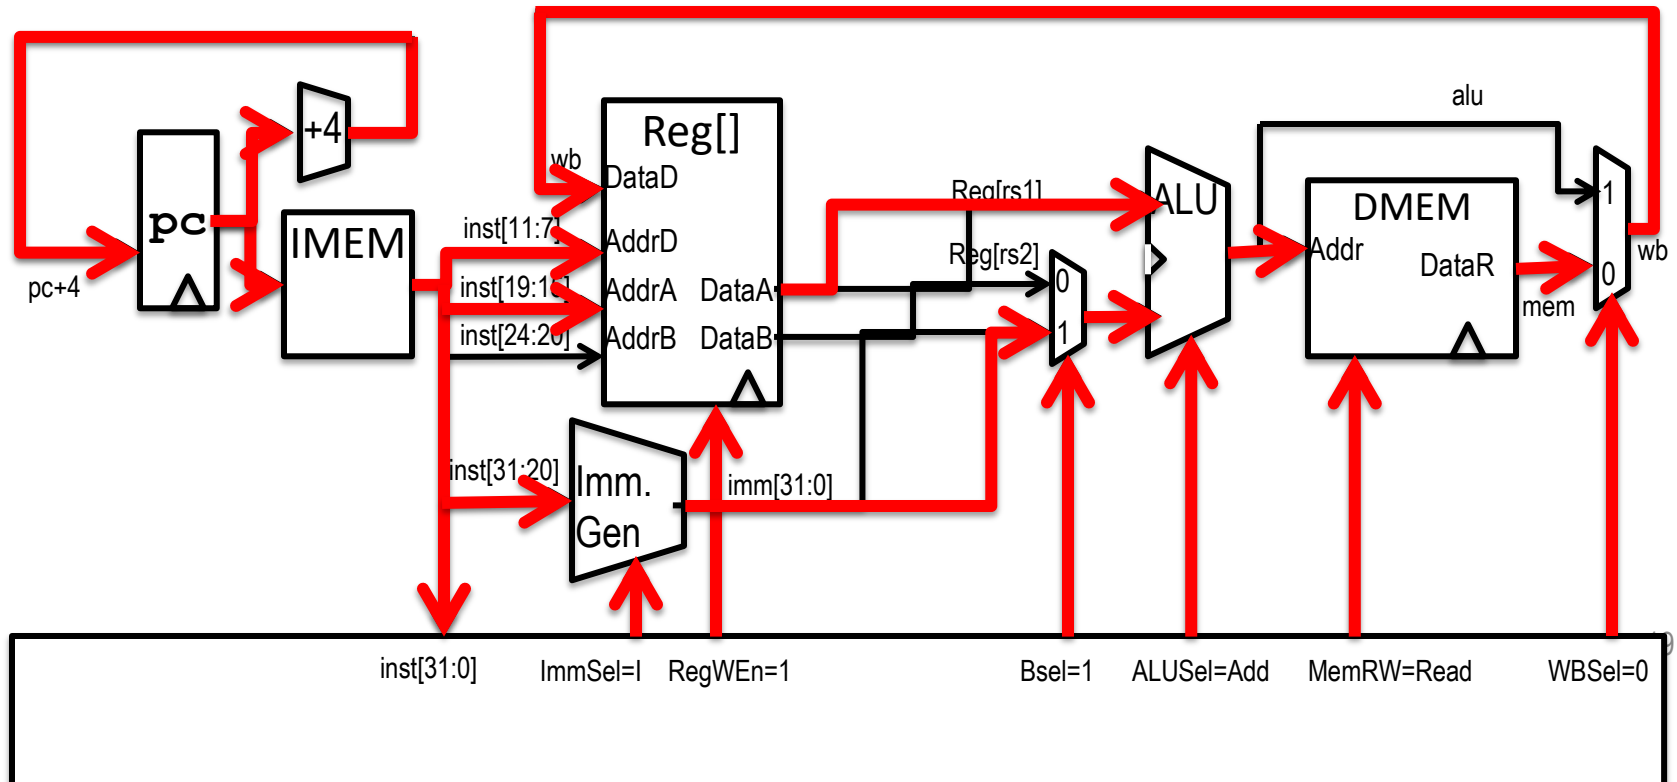 alu
+4
Reg[]
wb
DataD
pc
IMEM
inst[11:7]
AddrD
inst[19:15]
AddrA
DataA
inst[24:20]
AddrB
DataB
Reg[rs1]
Reg[rs2]
0
1
ALU
DMEM
Addr
DataR
1
0
wb
mem
pc+4
inst[31:20]
Imm.
Gen
imm[31:0]
inst[31:0]
ImmSel=I
RegWEn=1
Bsel=1
ALUSel=Add
MemRW=Read
WBSel=0